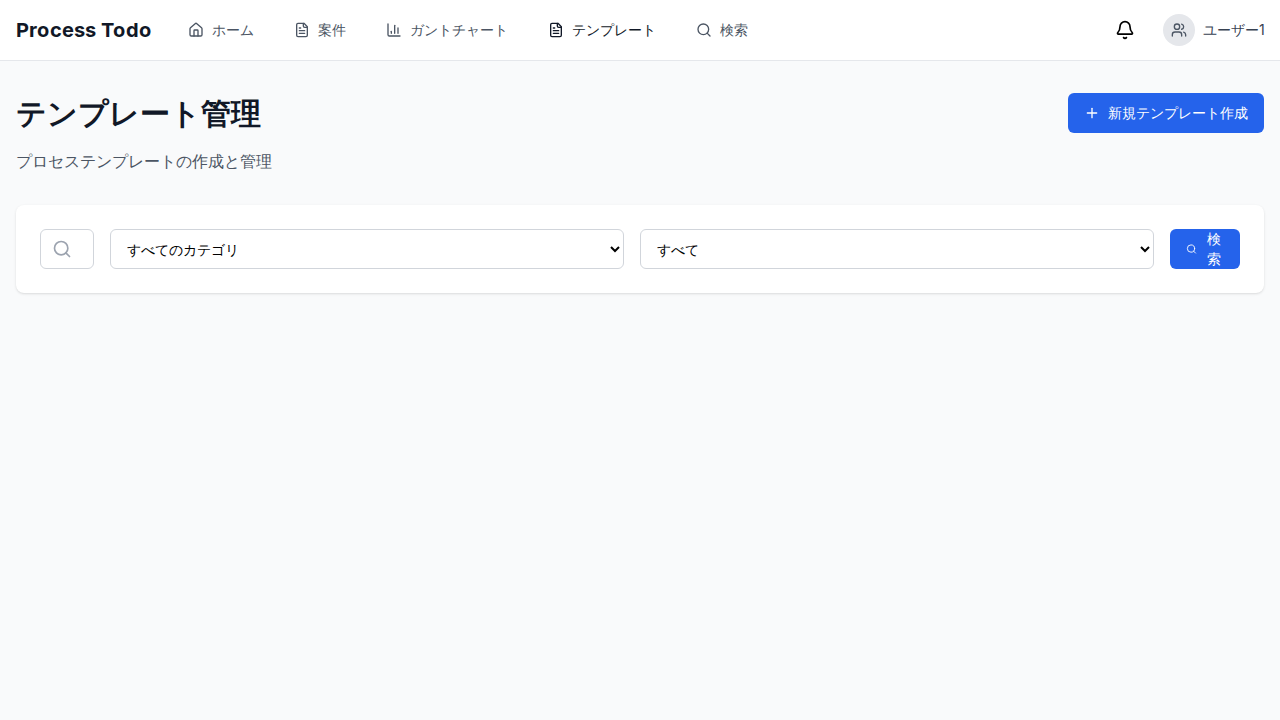 Process Todo
ホーム
案件
ガントチャート
テンプレート
検索
ユーザー1
テンプレート管理
新規テンプレート作成
プロセステンプレートの作成と管理
すべてのカテゴリ
すべて
検
索